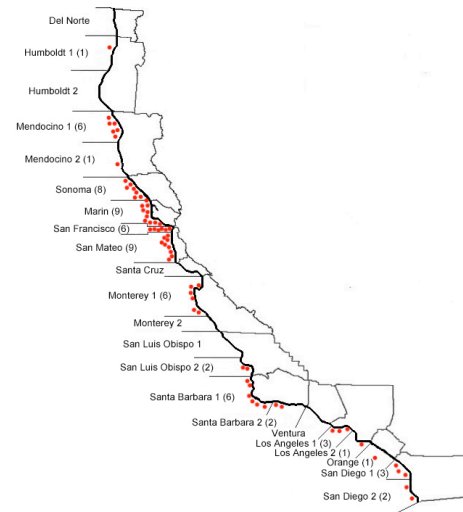 Del Norte
Humboldt 1 (1)
Humboldt 2
Mendocino 1 (6)
Mendocino 2 (1)
Sonoma (8)
Marin (9)
San Francisco (6)
San Mateo (9)
Santa Cruz
Monterey 1 (6)
Monterey 2
San Luis Obispo 1
San Luis Obispo 2 (2)
Santa Barbara 1 (6)
Santa Barbara 2 (2)
Ventura
Los Angeles 1 (3)
Los Angeles 2 (1)
Orange (1)
San Diego 1 (3)
San Diego 2 (2)